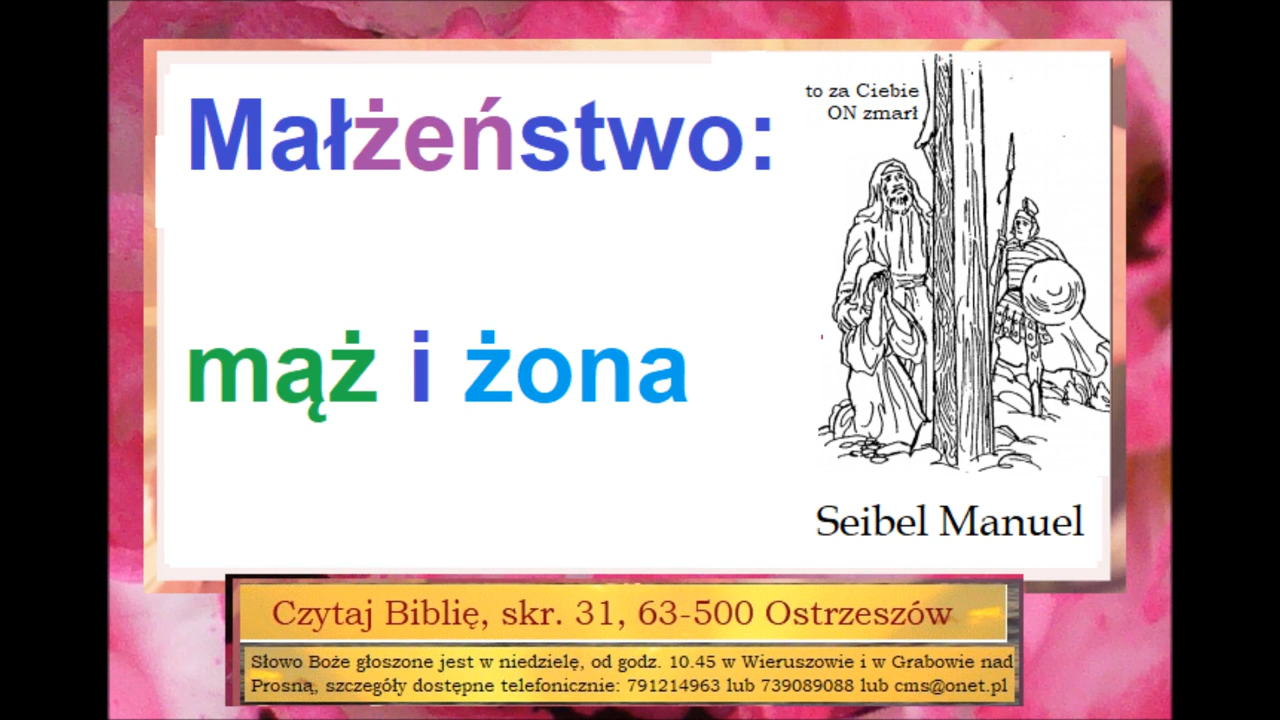 Małżeństwo:
to za Ciebie
ON zmarł
mąż i żona
Seibel Manuel
Czytaj Biblię, skr. 31, 63-500 Ostrzeszów
Słowo Boże głoszone jest w niedzielę, od godz. 10.45 w Wieruszowie i w Grabowie nad
Prosną, szczegóły dostępne telefonicznie: 791214963 lub 739089088 lub cms@onet.pl